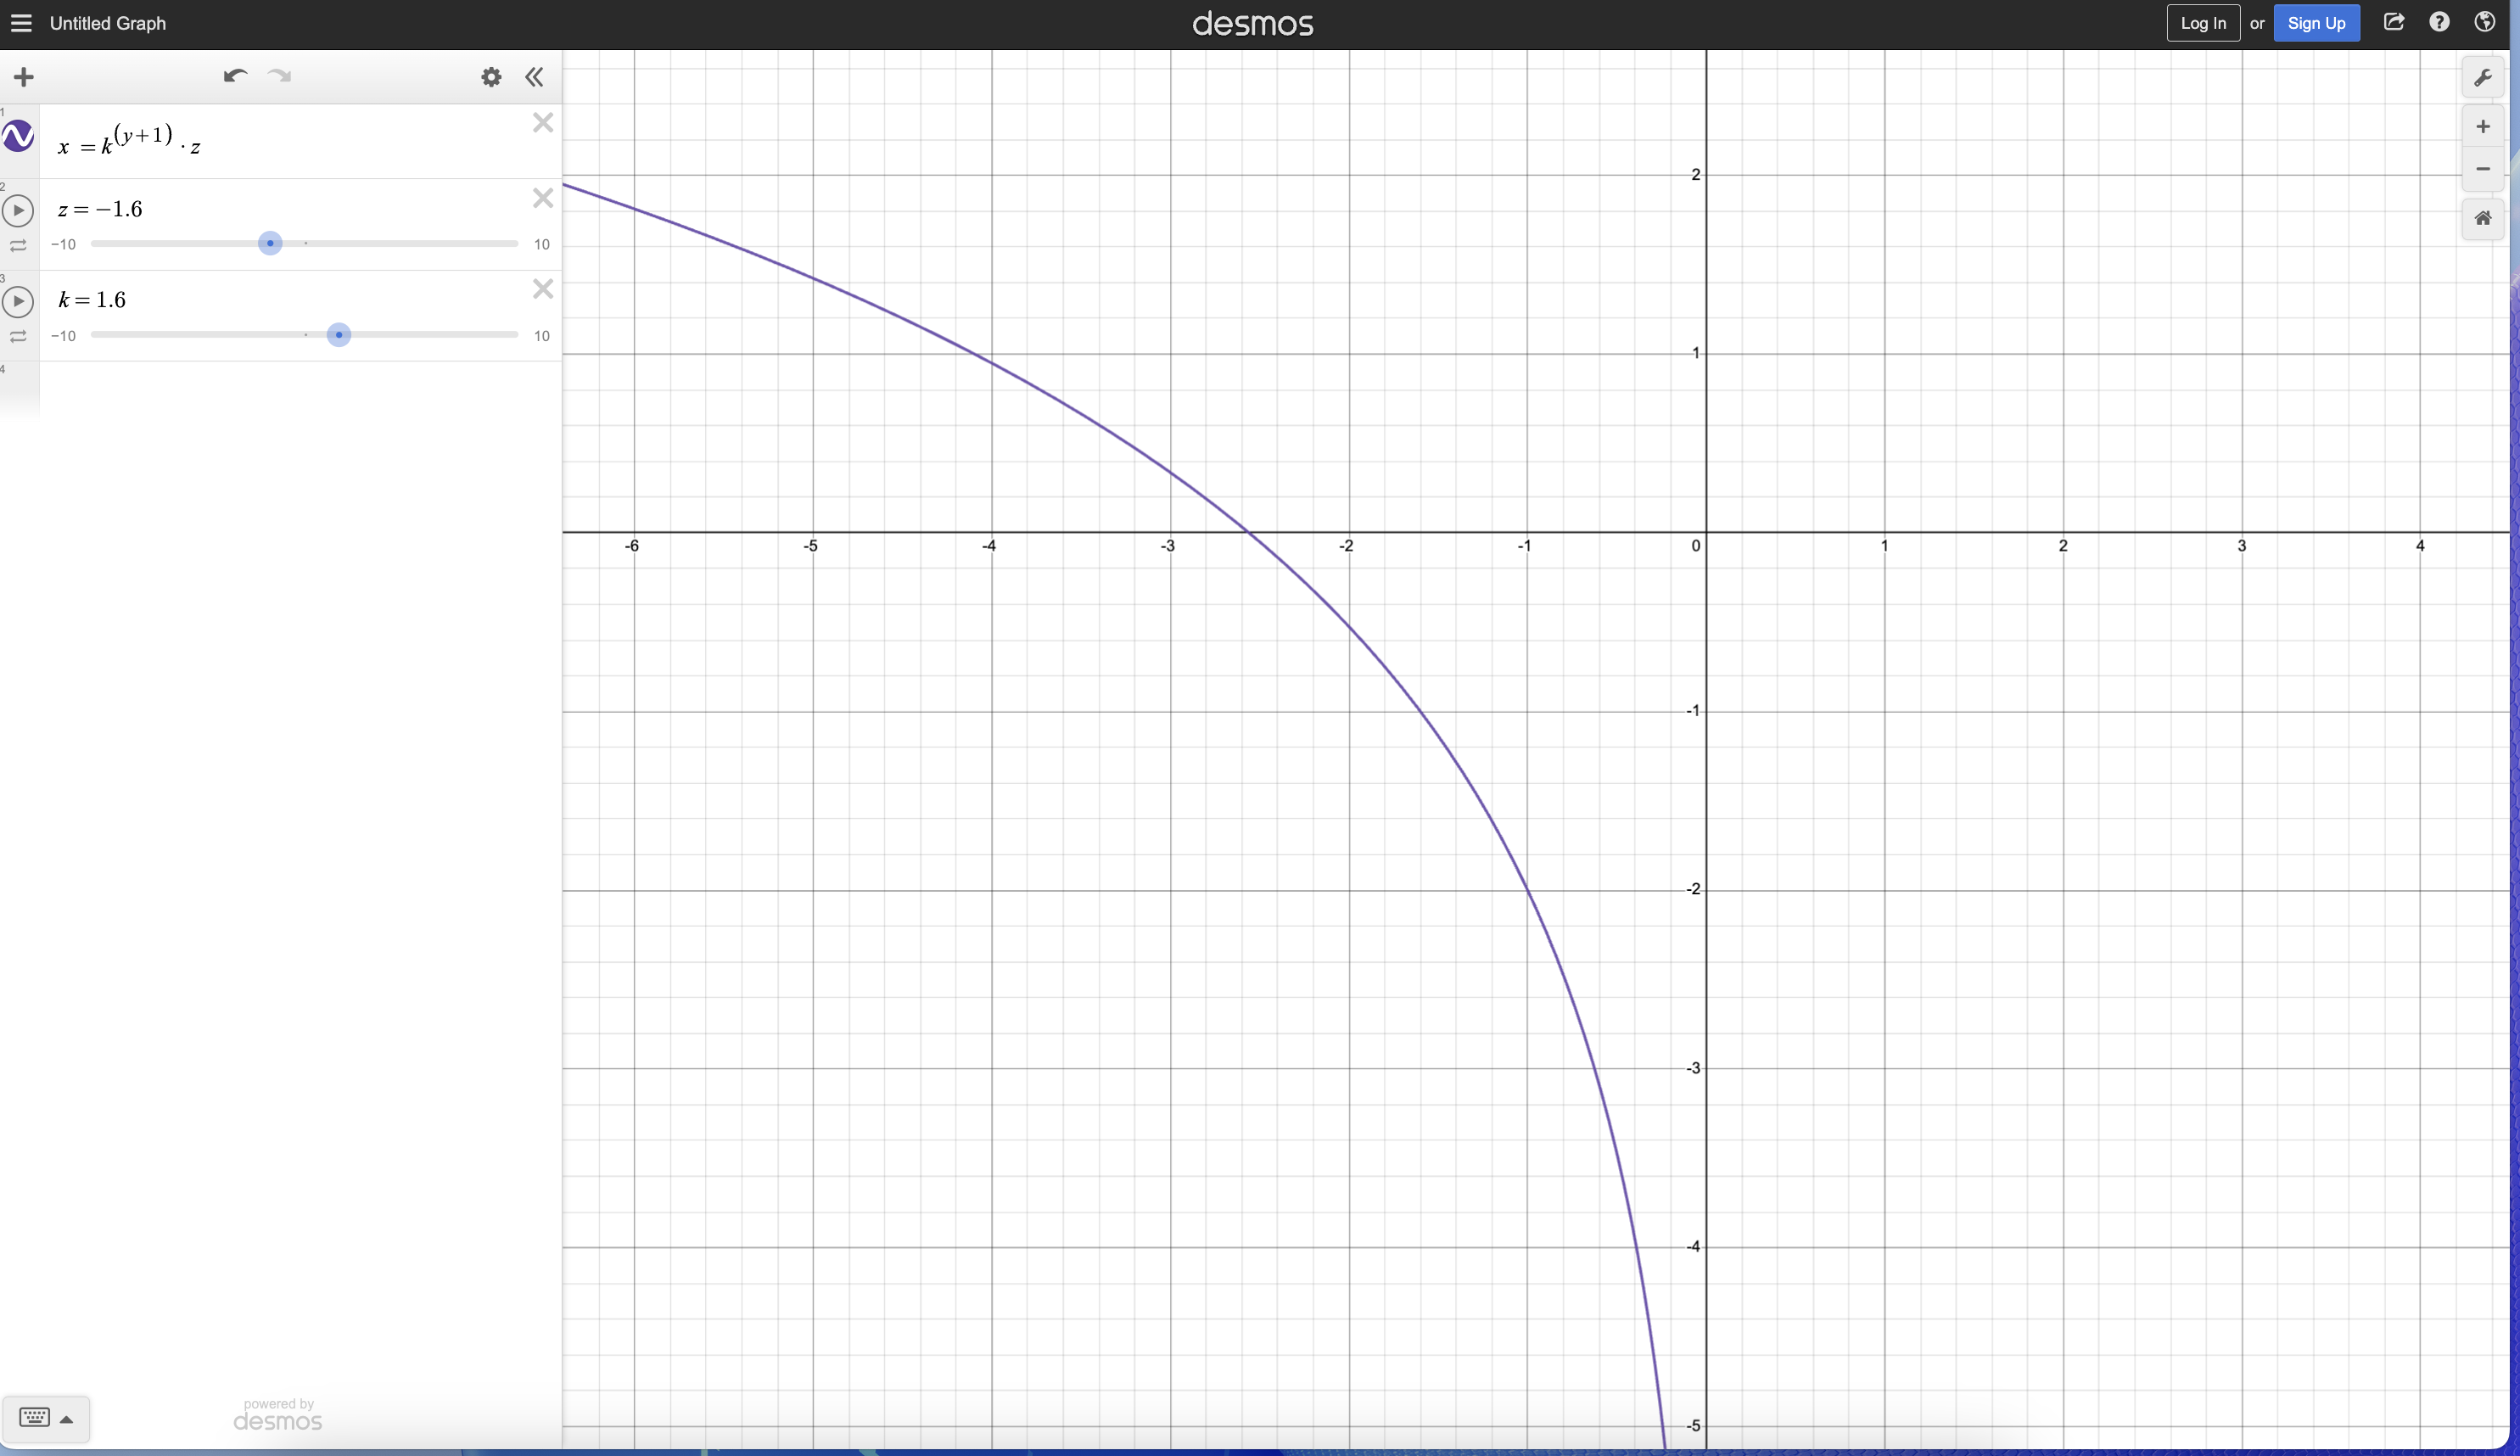 Untitled Graph
desmos
Log In or Sign Up
1
x = k^(y+1) · z
2
z = −1.6
−10 10
3
k = 1.6
−10 10
4
2
1
-6 -5 -4 -3 -2 -1 0 1 2 3 4
-1
-2
-3
-4
-5
powered by
desmos